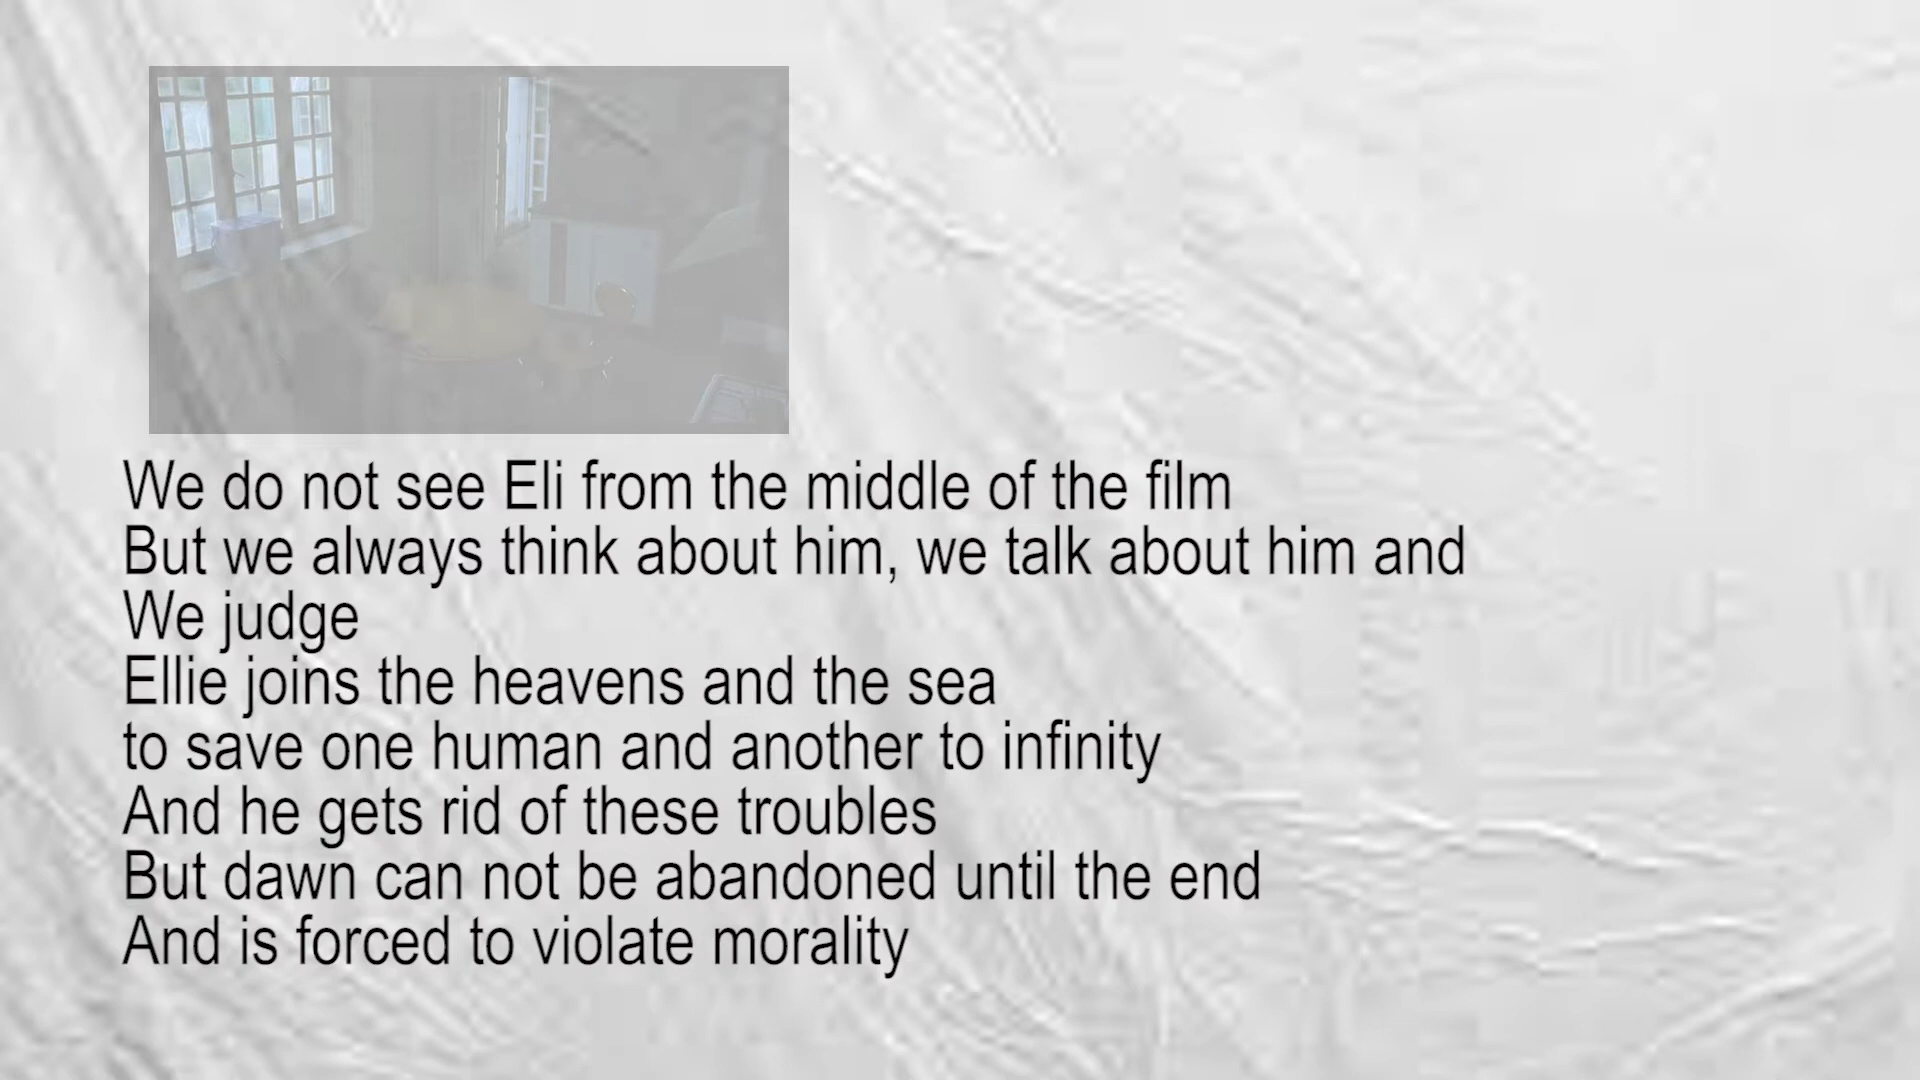 We do not see Eli from the middle of the film
But we always think about him, we talk about him and
We judge
Ellie joins the heavens and the sea
to save one human and another to infinity
And he gets rid of these troubles
But dawn can not be abandoned until the end
And is forced to violate morality